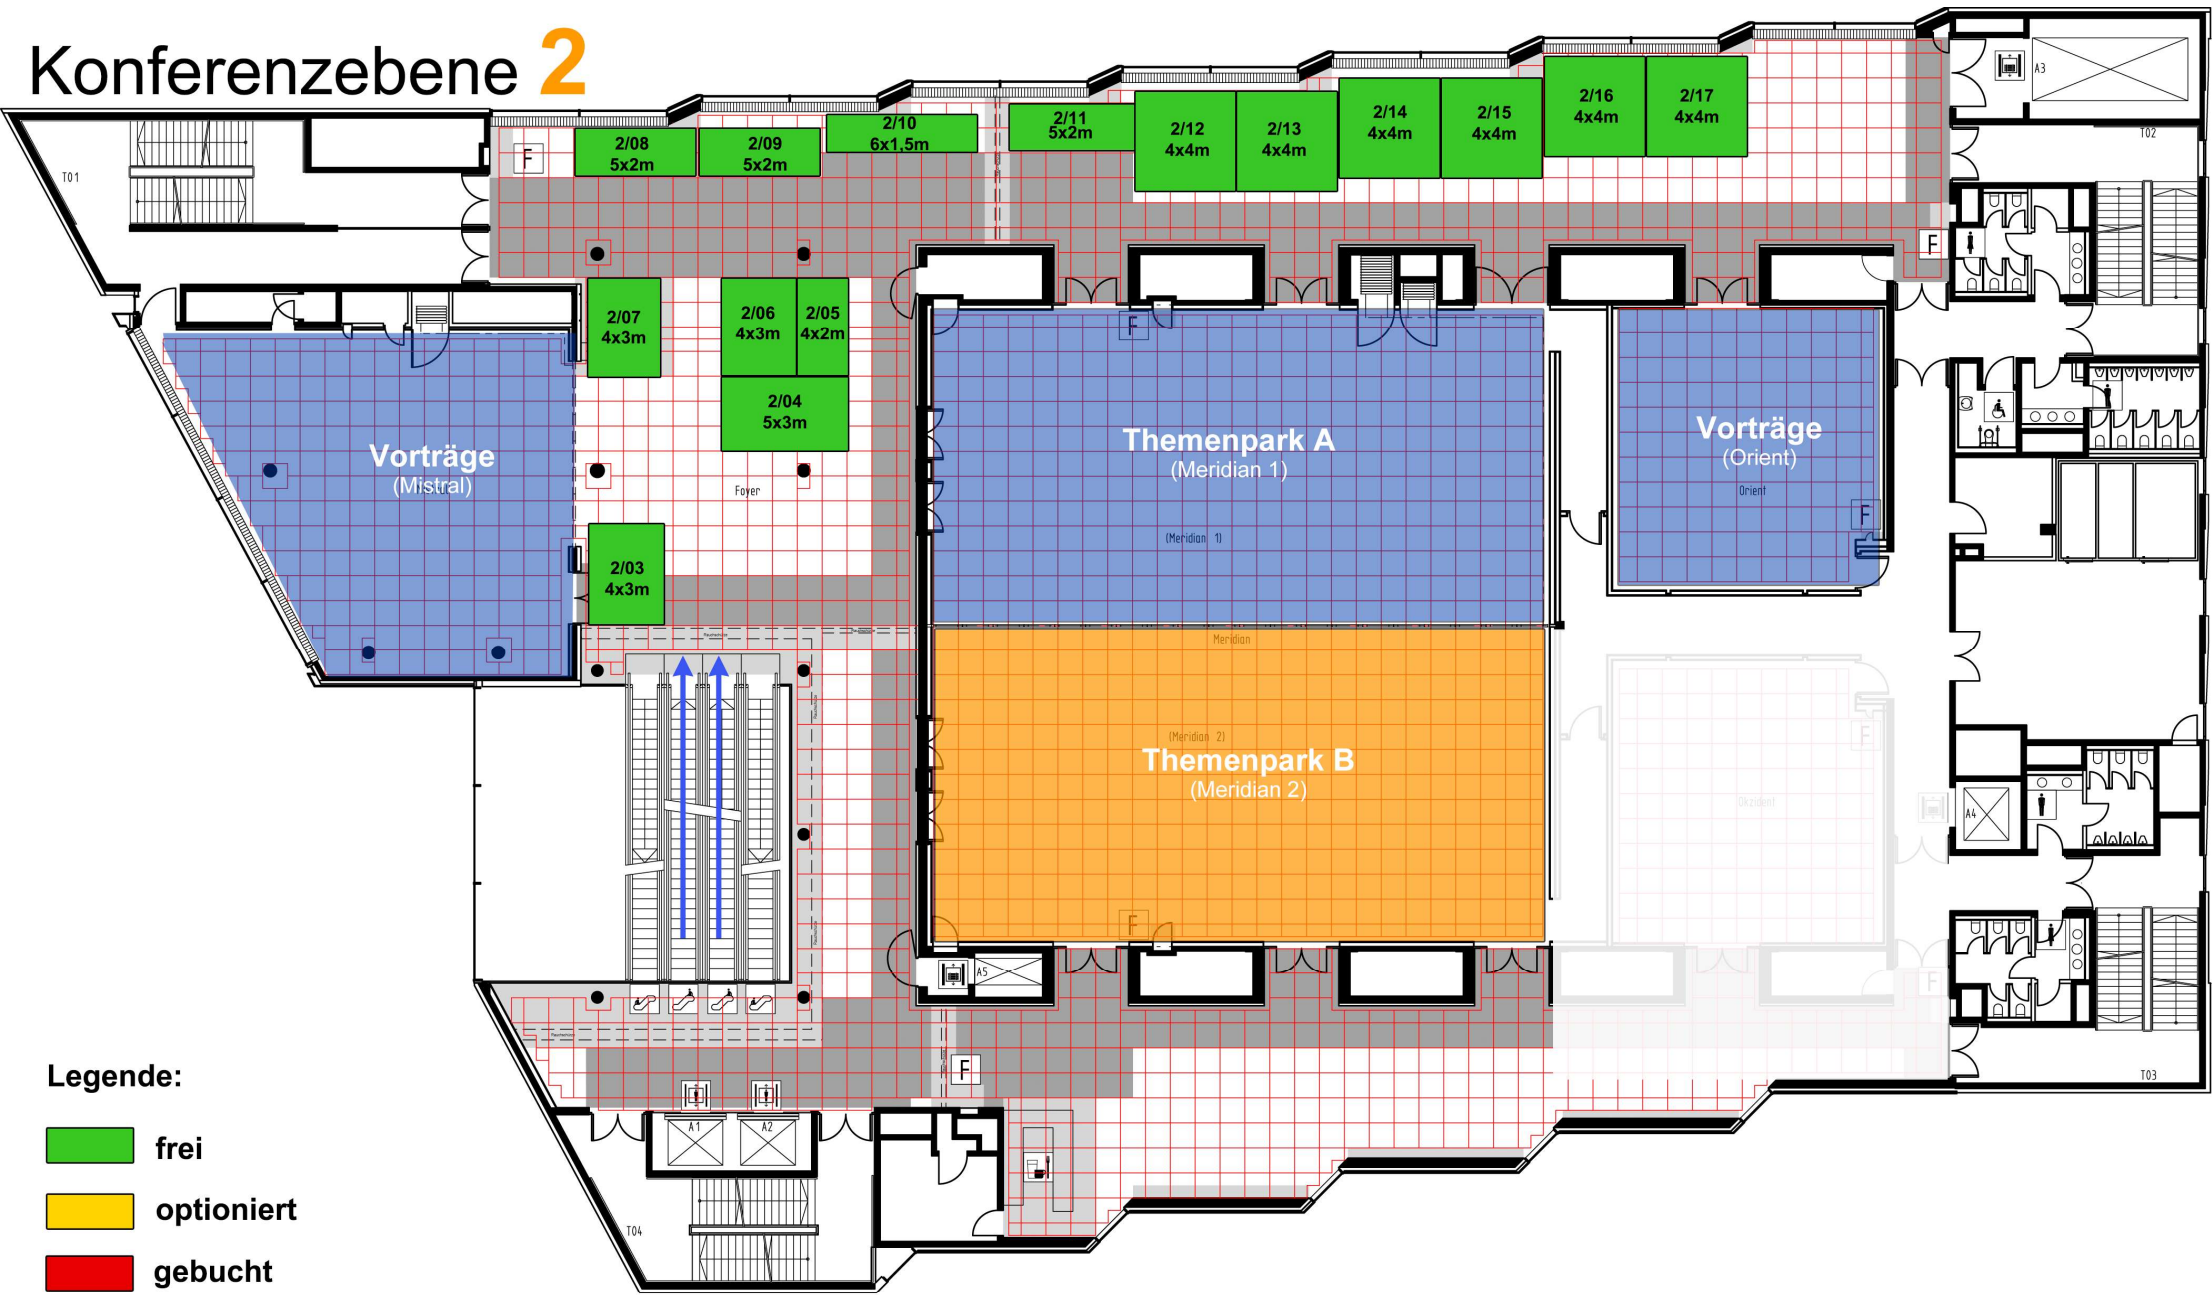 Konferenzebene 2
2/08
5x2m
2/09
5x2m
2/10
6x1,5m
2/11
5x2m
2/12
4x4m
2/13
4x4m
2/14
4x4m
2/15
4x4m
2/16
4x4m
2/17
4x4m
A3
T02
T01
F
F
2/07
4x3m
2/06
4x3m
2/05
4x2m
2/04
5x3m
F
Vorträge
(Mistral)
Foyer
Themenpark A
(Meridian 1)
(Meridian 1)
Vorträge
(Orient)
Orient
F
2/03
4x3m
Meridian
(Meridian 2)
Themenpark B
(Meridian 2)
F
Okzident
F
A4
A5
F
F
T03
A1
A2
T04
Legende:
frei
optioniert
gebucht